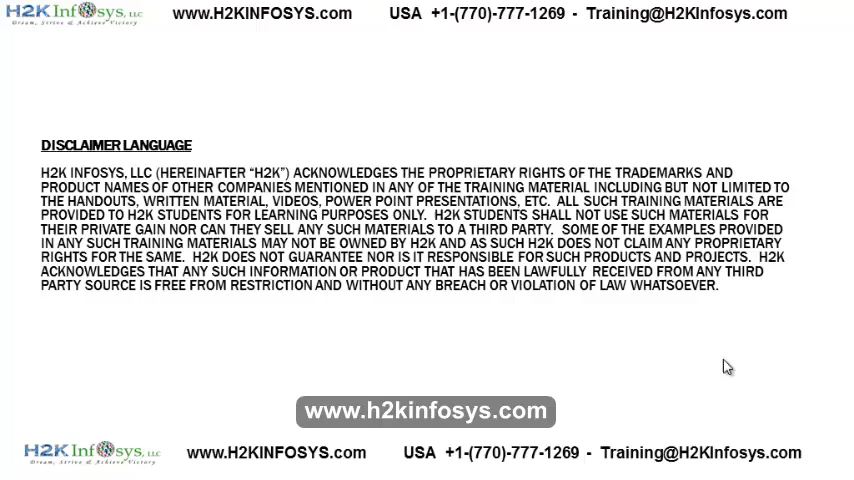 H2K Infosys, LLC www.H2KINFOSYS.com USA +1-(770)-777-1269 - Training@H2KInfosys.com
Dream, Strive & Achieve Victory
DISCLAIMER LANGUAGE
H2K INFOSYS, LLC (HEREINAFTER “H2K”) ACKNOWLEDGES THE PROPRIETARY RIGHTS OF THE TRADEMARKS AND
PRODUCT NAMES OF OTHER COMPANIES MENTIONED IN ANY OF THE TRAINING MATERIAL INCLUDING BUT NOT LIMITED TO
THE HANDOUTS, WRITTEN MATERIAL, VIDEOS, POWER POINT PRESENTATIONS, ETC. ALL SUCH TRAINING MATERIALS ARE
PROVIDED TO H2K STUDENTS FOR LEARNING PURPOSES ONLY. H2K STUDENTS SHALL NOT USE SUCH MATERIALS FOR
THEIR PRIVATE GAIN NOR CAN THEY SELL ANY SUCH MATERIALS TO A THIRD PARTY. SOME OF THE EXAMPLES PROVIDED
IN ANY SUCH TRAINING MATERIALS MAY NOT BE OWNED BY H2K AND AS SUCH H2K DOES NOT CLAIM ANY PROPRIETARY
RIGHTS FOR THE SAME. H2K DOES NOT GUARANTEE NOR IS IT RESPONSIBLE FOR SUCH PRODUCTS AND PROJECTS. H2K
ACKNOWLEDGES THAT ANY SUCH INFORMATION OR PRODUCT THAT HAS BEEN LAWFULLY RECEIVED FROM ANY THIRD
PARTY SOURCE IS FREE FROM RESTRICTION AND WITHOUT ANY BREACH OR VIOLATION OF LAW WHATSOEVER.
www.h2kinfosys.com
H2K Infosys, LLC www.H2KINFOSYS.com USA +1-(770)-777-1269 - Training@H2KInfosys.com
Dream, Strive & Achieve Victory